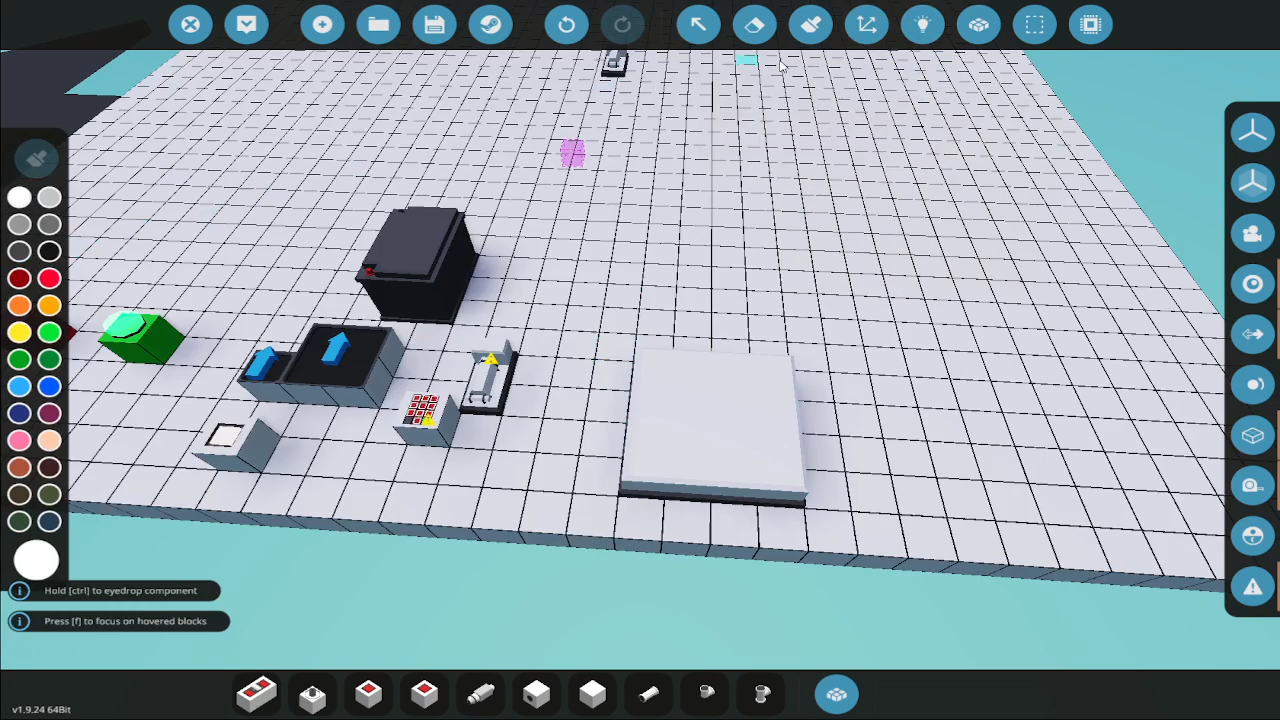 Hold [ctrl] to eyedrop component
Press [f] to focus on hovered blocks
v1.9.24 64Bit